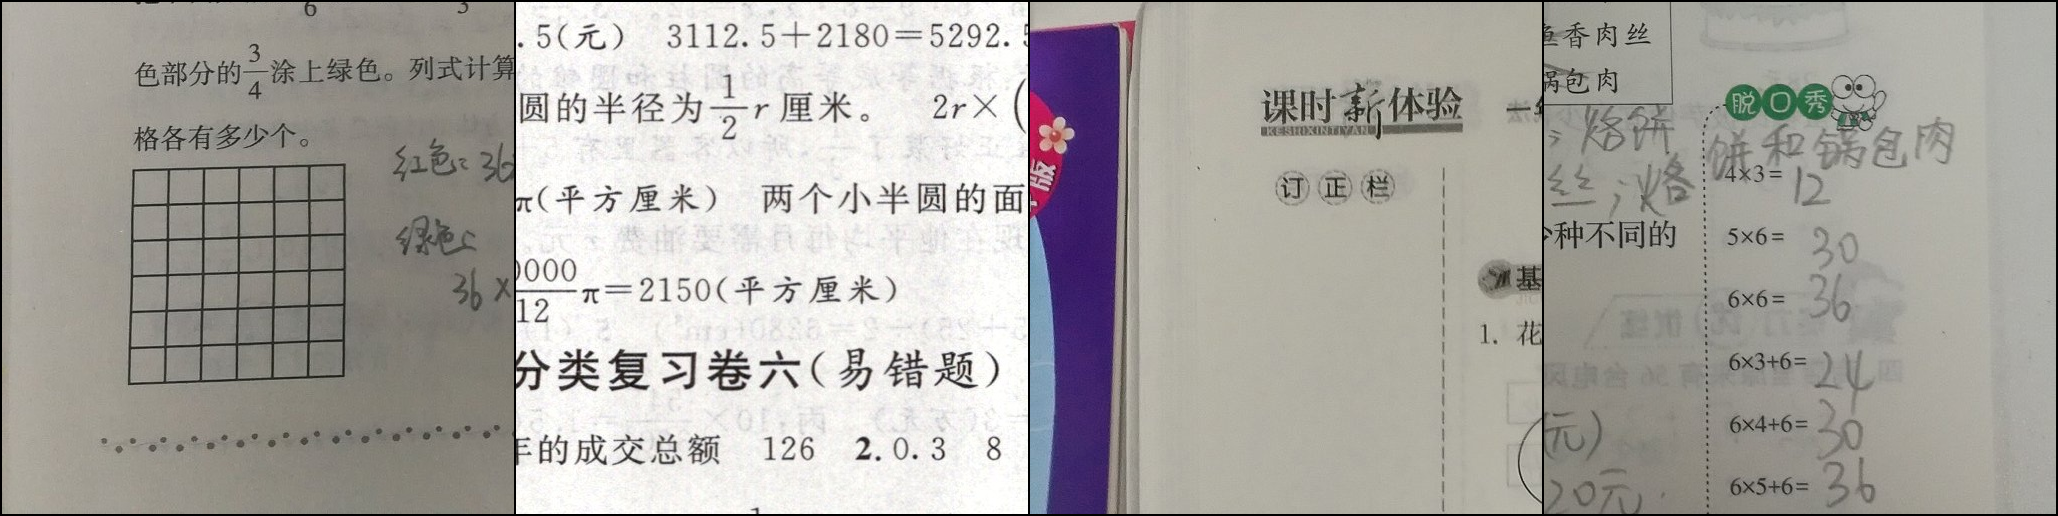 6 3
色部分的3/4涂上绿色。列式计算
格各有多少个。
红色: 36
绿色:
36 ×
.5(元) 3112.5+2180=5292.5
圆的半径为1/2 r 厘米。 2r×(
π(平方厘米) 两个小半圆的面
0000/12 π=2150(平方厘米)
分类复习卷六(易错题)
年的成交总额 126 2.0.3 8
课时新体验
KESHIXINTIYAN
订正栏
基
1. 花
鱼香肉丝
锅包肉
脱口秀
;烙饼
饼和锅包肉
丝;烙
4×3= 12
种不同的
5×6= 30
6×6= 36
6×3+6= 24
6×4+6= 30
(元)
6×5+6= 36
20元.